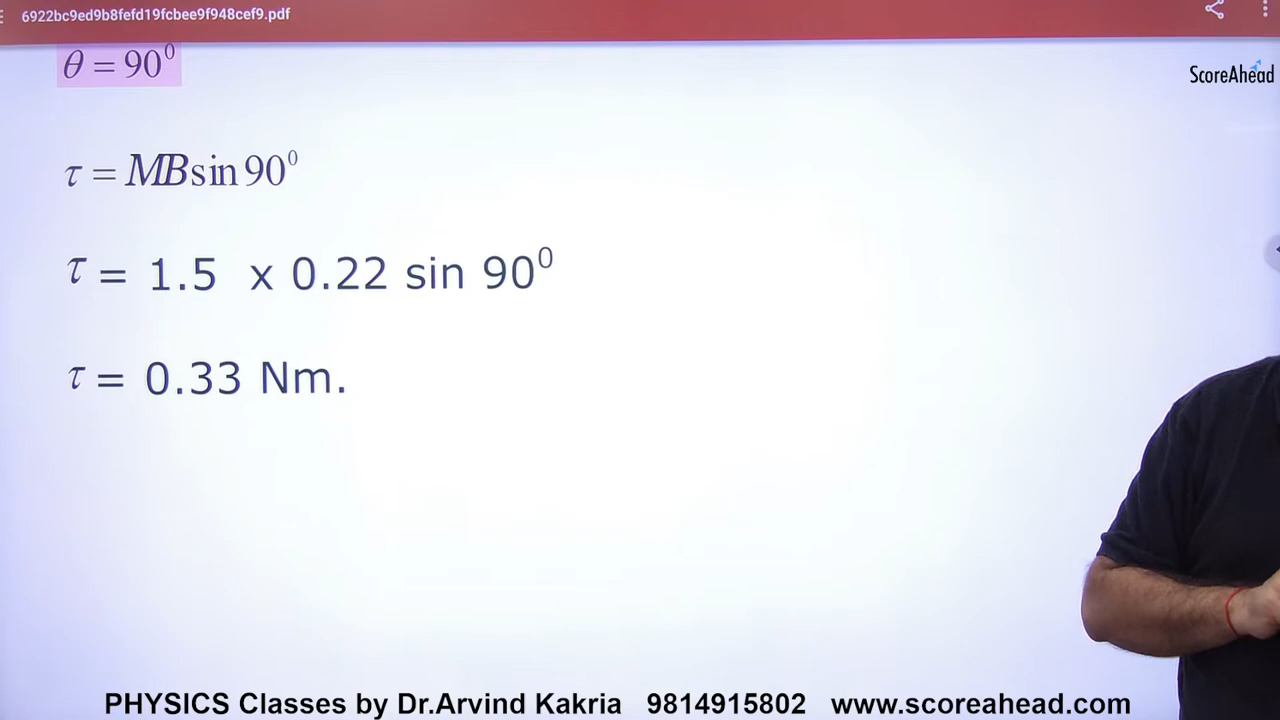 6922bc9ed9b8fefd19fcbee9f948cef9.pdf
θ = 90⁰
ScoreAhead
τ = MB sin 90⁰
τ = 1.5 x 0.22 sin 90⁰
τ = 0.33 Nm.
PHYSICS Classes by Dr.Arvind Kakria 9814915802 www.scoreahead.com